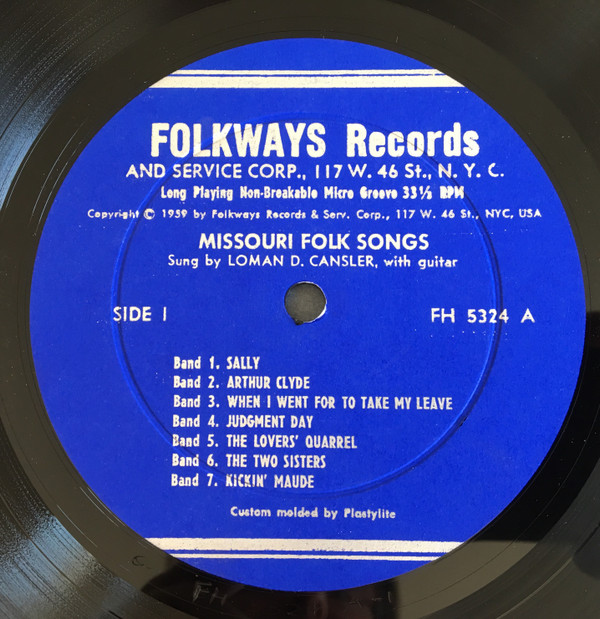 FOLKWAYS Records
AND SERVICE CORP., 117 W. 46 St., N. Y. C.
Long Playing Non-Breakable Micro Groove 33⅓ RPM
Copyright © 1959 by Folkways Records & Serv. Corp., 117 W. 46 St., NYC, USA
MISSOURI FOLK SONGS
Sung by LOMAN D. CANSLER, with guitar
SIDE I FH 5324 A
Band 1. SALLY
Band 2. ARTHUR CLYDE
Band 3. WHEN I WENT FOR TO TAKE MY LEAVE
Band 4. JUDGMENT DAY
Band 5. THE LOVERS' QUARREL
Band 6. THE TWO SISTERS
Band 7. KICKIN' MAUDE
Custom molded by Plastylite
FH